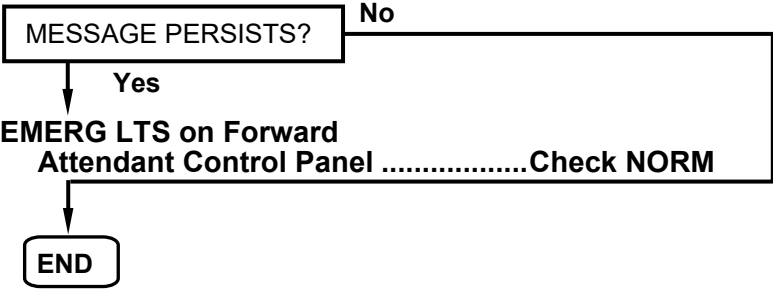 No
MESSAGE PERSISTS?
Yes
EMERG LTS on Forward
Attendant Control Panel ..................Check NORM
END